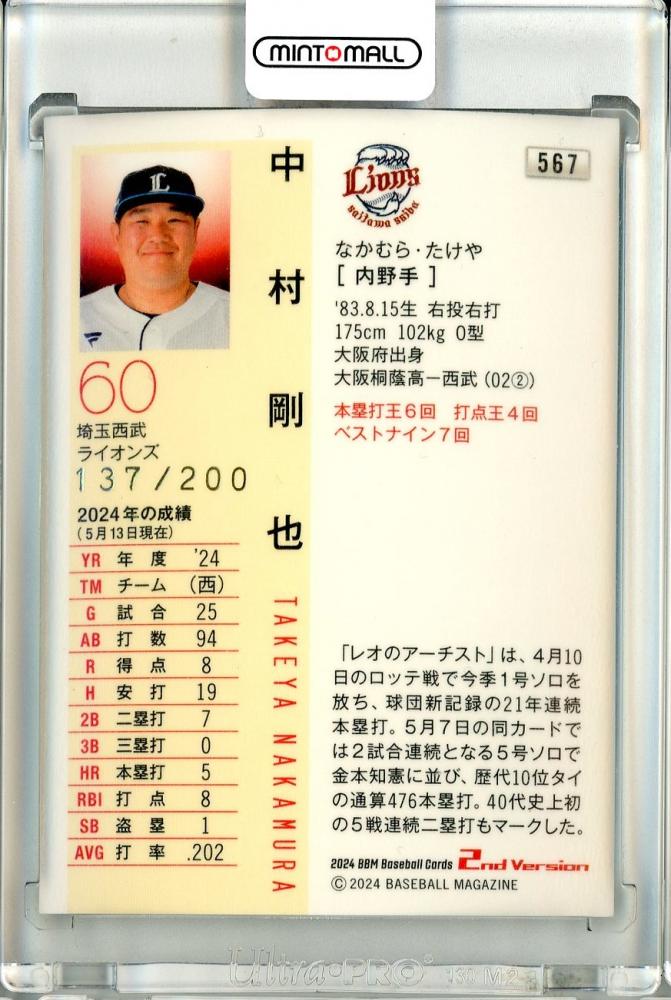 MINTOMALL
567
Lions
saitama seibu
中村剛也
TAKEYA NAKAMURA
なかむら・たけや
[ 内野手 ]
'83.8.15生 右投右打
175cm 102kg O型
大阪府出身
大阪桐蔭高ー西武 (02②)
本塁打王6回 打点王4回
ベストナイン7回
60
埼玉西武
ライオンズ
137/200
2024年の成績
(5月13日現在)
YR 年度 '24
TM チーム (西)
G 試合 25
AB 打数 94
R 得点 8
H 安打 19
2B 二塁打 7
3B 三塁打 0
HR 本塁打 5
RBI 打点 8
SB 盗塁 1
AVG 打率 .202
「レオのアーチスト」は、4月10
日のロッテ戦で今季1号ソロを
放ち、球団新記録の21年連続
本塁打。5月7日の同カードで
は2試合連続となる5号ソロで
金本知憲に並び、歴代10位タイ
の通算476本塁打。40代史上初
の5戦連続二塁打もマークした。
2024 BBM Baseball Cards 2nd Version
©2024 BASEBALL MAGAZINE
Ultra·PRO®